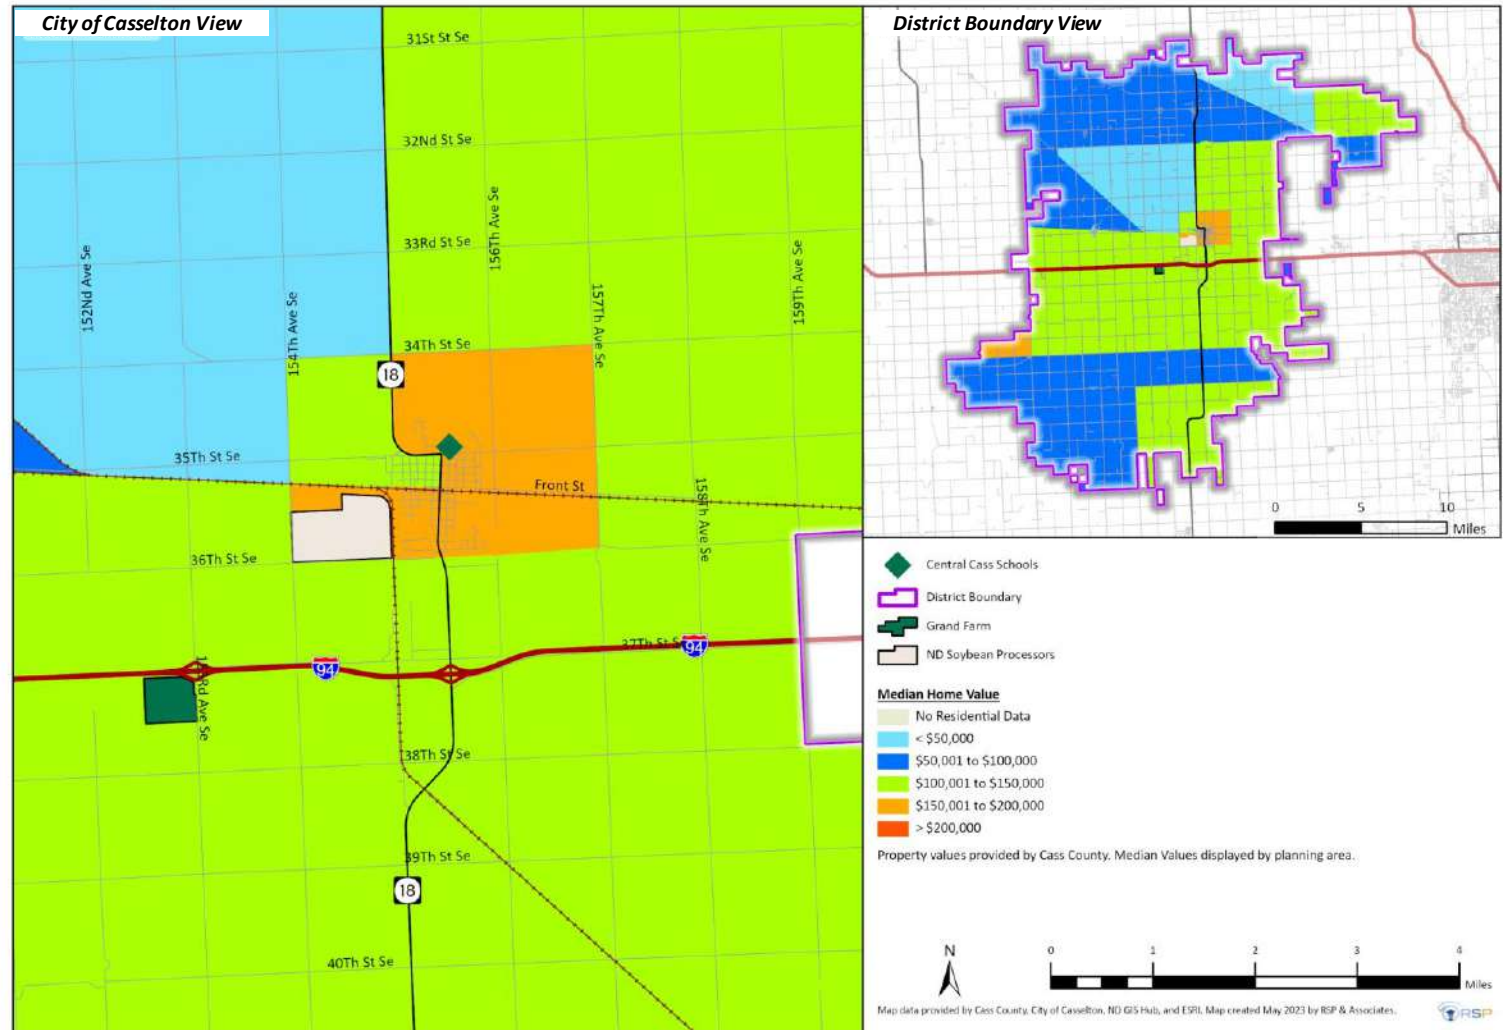 City of Casselton View
31St St Se
32Nd St Se
156Th Ave Se
33Rd St Se
152Nd Ave Se
159Th Ave Se
154Th Ave Se
157Th Ave Se
34Th St Se
18
35Th St Se
Front St
158Th Ave Se
36Th St Se
37Th St S
94
94
Rd Ave Se
38Th St Se
39Th St Se
18
40Th St Se
District Boundary View
0 5 10
Miles
Central Cass Schools
District Boundary
Grand Farm
ND Soybean Processors
Median Home Value
No Residential Data
< $50,000
$50,001 to $100,000
$100,001 to $150,000
$150,001 to $200,000
> $200,000
Property values provided by Cass County. Median Values displayed by planning area.
N
0 1 2 3 4
Miles
Map data provided by Cass County, City of Casselton, ND GIS Hub, and ESRI. Map created May 2023 by RSP & Associates.
RSP